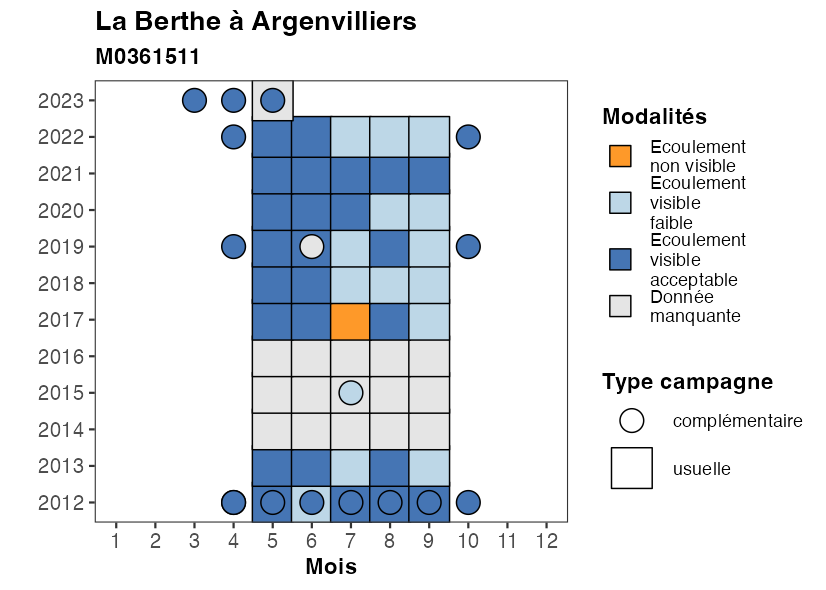 La Berthe à Argenvilliers
M0361511
2023
2022
2021
2020
2019
2018
2017
2016
2015
2014
2013
2012
1 2 3 4 5 6 7 8 9 10 11 12
Mois
Modalités
Ecoulement
non visible
Ecoulement
visible
faible
Ecoulement
visible
acceptable
Donnée
manquante
Type campagne
complémentaire
usuelle